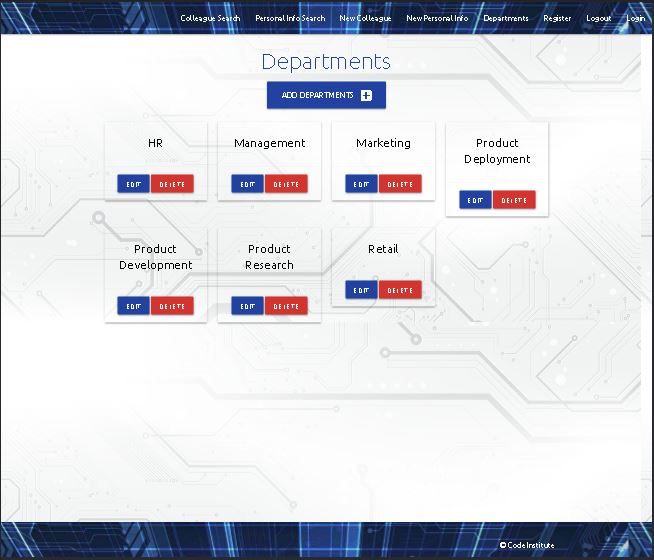 Colleague Search Personal Info Search New Colleague New Personal Info Departments Register Logout Login
Departments
ADD DEPARTMENTS
HR Management Marketing Product
Deployment
EDIT DELETE EDIT DELETE EDIT DELETE
EDIT DELETE
Product Product Retail
Development Research
EDIT DELETE
EDIT DELETE EDIT DELETE
© Code Institute